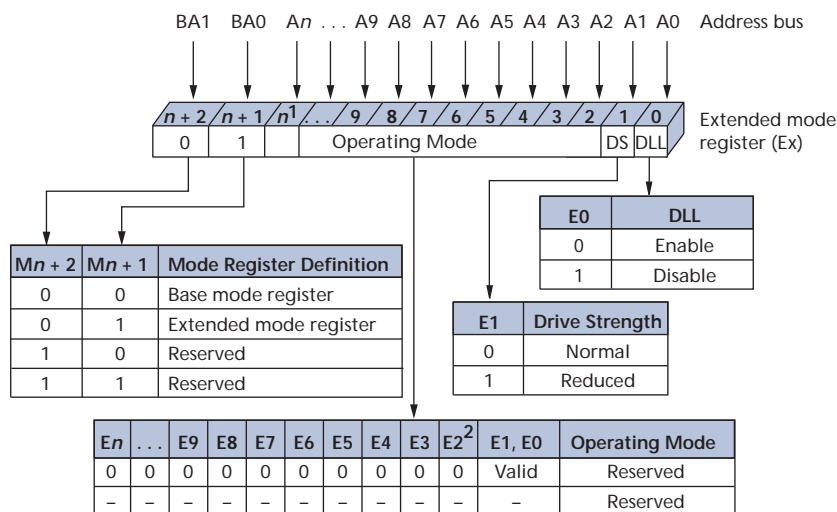 BA1 BA0 An . . . A9 A8 A7 A6 A5 A4 A3 A2 A1 A0 Address bus
n + 2 n + 1 n1 . . . 9 8 7 6 5 4 3 2 1 0 Extended mode
0 1 Operating Mode DS DLL register (Ex)
E0 DLL
0 Enable
1 Disable
Mn + 2 Mn + 1 Mode Register Definition
0 0 Base mode register
0 1 Extended mode register
1 0 Reserved
1 1 Reserved
E1 Drive Strength
0 Normal
1 Reduced
En . . . E9 E8 E7 E6 E5 E4 E3 E2² E1, E0 Operating Mode
0 0 0 0 0 0 0 0 0 0 Valid Reserved
– – – – – – – – – – – Reserved